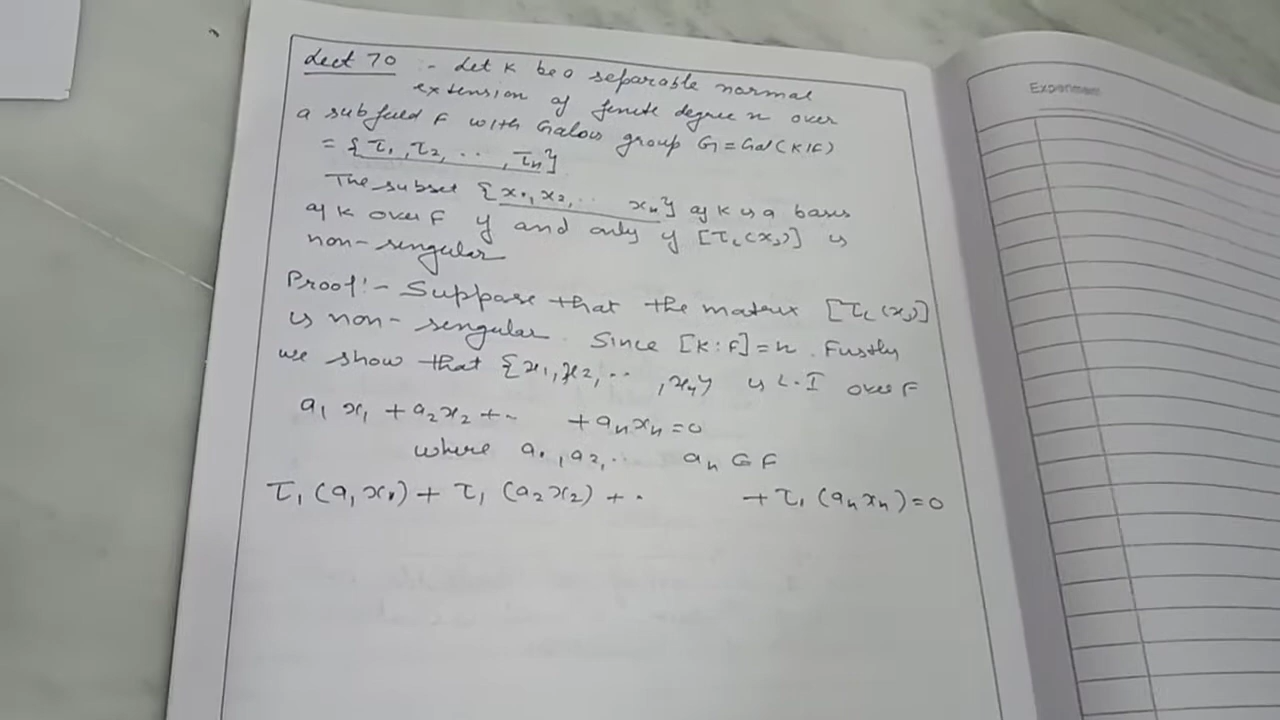 Lect 70 :- Let K be a separable normal
extension of finite degree n over
a subfield F with Galois group G = Gal(K/F)
= {τ₁, τ₂, .. , τₙ}
The subset {x₁, x₂, .. xₙ} of K is a basis
of K over F if and only if [τᵢ(xⱼ)] is
non-singular
Proof:- Suppose that the matrix [τᵢ(xⱼ)]
is non-singular. Since [K:F]=n. Firstly
we show that {x₁, x₂, .. , xₙ} is L.I over F
a₁ x₁ + a₂x₂ + .. + aₙxₙ = 0
where a₁, a₂, .. aₙ ∈ F
τ₁(a₁x₁) + τ₁(a₂x₂) + .. + τ₁(aₙxₙ) = 0
Experiment